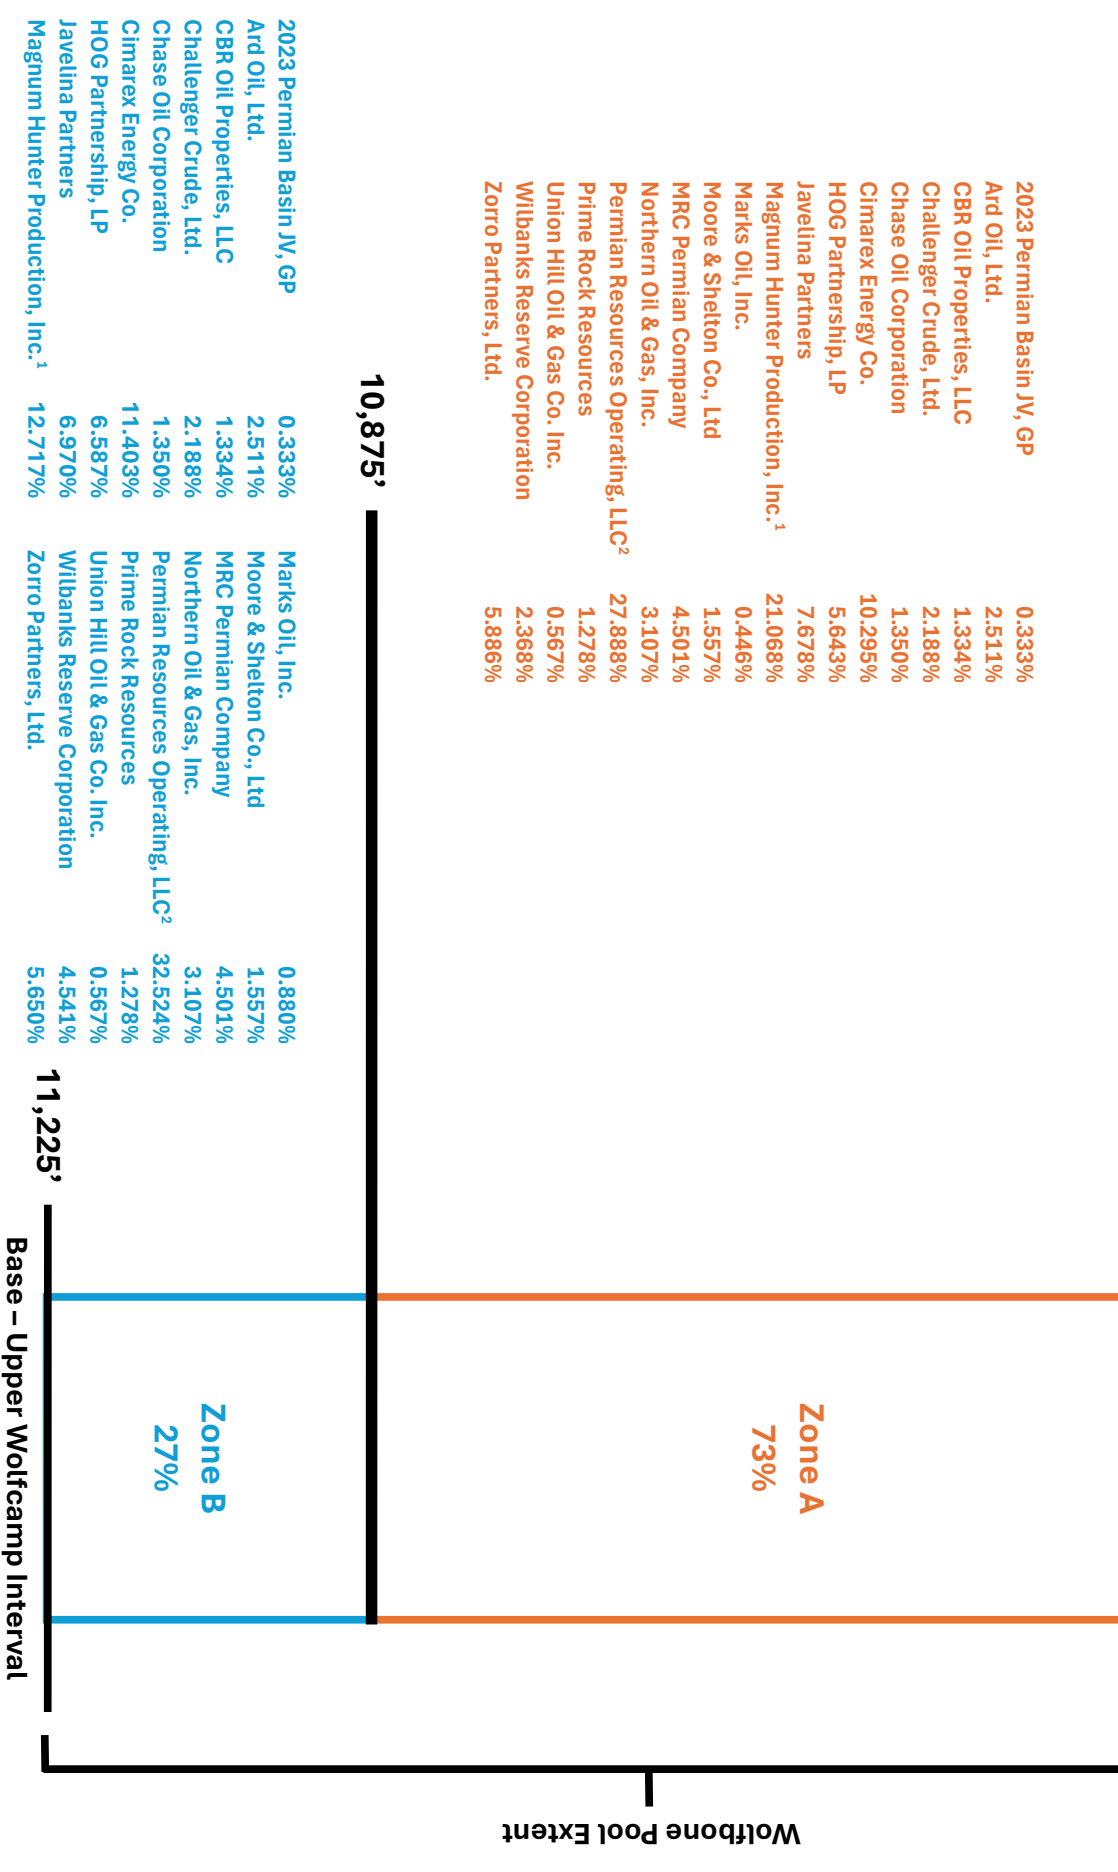 2023 Permian Basin JV, GP 0.333%
Ard Oil, Ltd. 2.511%
CBR Oil Properties, LLC 1.334%
Challenger Crude, Ltd. 2.188%
Chase Oil Corporation 1.350%
Cimarex Energy Co. 10.295%
HOG Partnership, LP 5.643%
Javelina Partners 7.678%
Magnum Hunter Production, Inc.¹ 21.068%
Marks Oil, Inc. 0.446%
Moore & Shelton Co., Ltd 1.557%
MRC Permian Company 4.501%
Northern Oil & Gas, Inc. 3.107%
Permian Resources Operating, LLC² 27.888%
Prime Rock Resources 1.278%
Union Hill Oil & Gas Co. Inc. 0.567%
Wilbanks Reserve Corporation 2.368%
Zorro Partners, Ltd. 5.886%
Zone A
73%
Wolfbone Pool Extent
10,875’
2023 Permian Basin JV, GP 0.333%
Ard Oil, Ltd. 2.511%
CBR Oil Properties, LLC 1.334%
Challenger Crude, Ltd. 2.188%
Chase Oil Corporation 1.350%
Cimarex Energy Co. 11.403%
HOG Partnership, LP 6.587%
Javelina Partners 6.970%
Magnum Hunter Production, Inc.¹ 12.717%
Marks Oil, Inc. 0.880%
Moore & Shelton Co., Ltd 1.557%
MRC Permian Company 4.501%
Northern Oil & Gas, Inc. 3.107%
Permian Resources Operating, LLC² 32.524%
Prime Rock Resources 1.278%
Union Hill Oil & Gas Co. Inc. 0.567%
Wilbanks Reserve Corporation 4.541%
Zorro Partners, Ltd. 5.650%
Zone B
27%
11,225’
Base – Upper Wolfcamp Interval